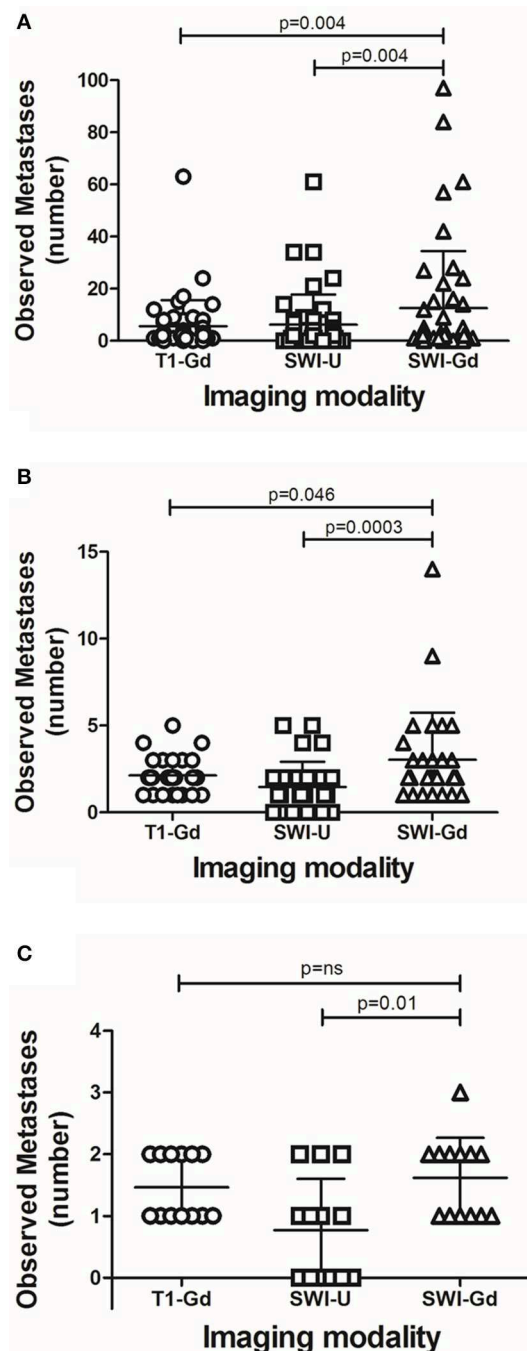 A
p=0.004
p=0.004
100
80
60
40
20
0
Observed Metastases
(number)
T1-Gd SWI-U SWI-Gd
Imaging modality
B
p=0.046
p=0.0003
15
10
5
0
Observed Metastases
(number)
T1-Gd SWI-U SWI-Gd
Imaging modality
C
p=ns
p=0.01
4
3
2
1
0
Observed Metastases
(number)
T1-Gd SWI-U SWI-Gd
Imaging modality